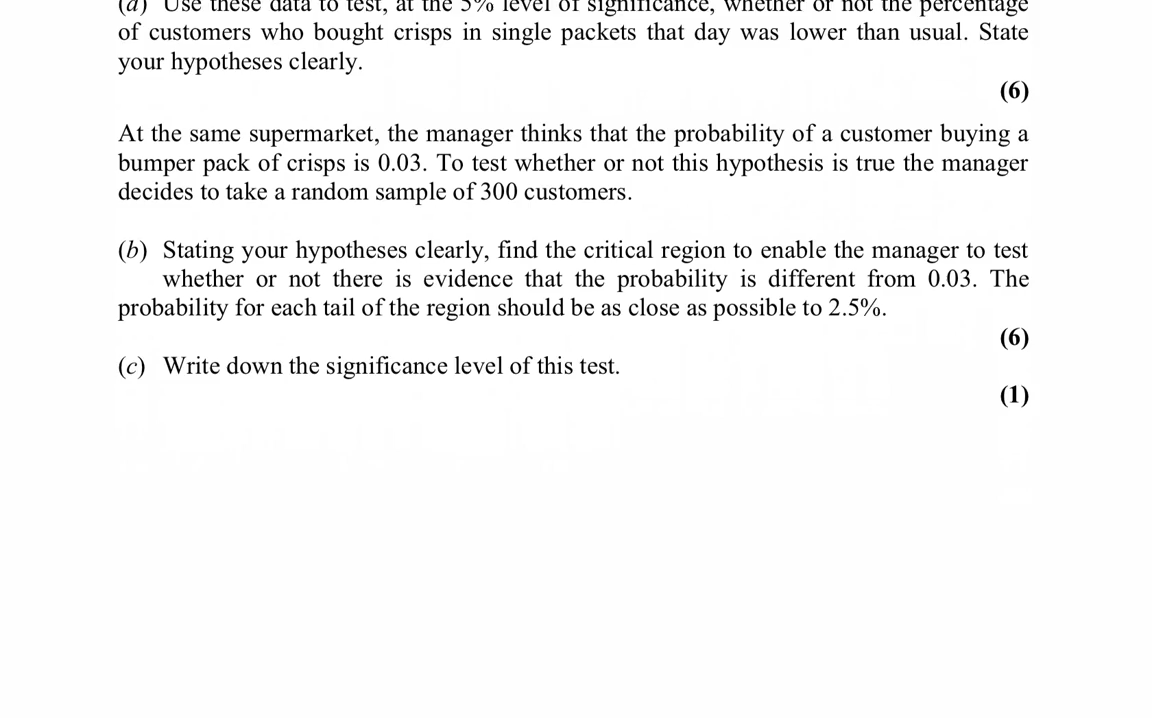 (a) Use these data to test, at the 5% level of significance, whether or not the percentage
of customers who bought crisps in single packets that day was lower than usual. State
your hypotheses clearly.
(6)
At the same supermarket, the manager thinks that the probability of a customer buying a
bumper pack of crisps is 0.03. To test whether or not this hypothesis is true the manager
decides to take a random sample of 300 customers.
(b) Stating your hypotheses clearly, find the critical region to enable the manager to test
whether or not there is evidence that the probability is different from 0.03. The
probability for each tail of the region should be as close as possible to 2.5%.
(6)
(c) Write down the significance level of this test.
(1)